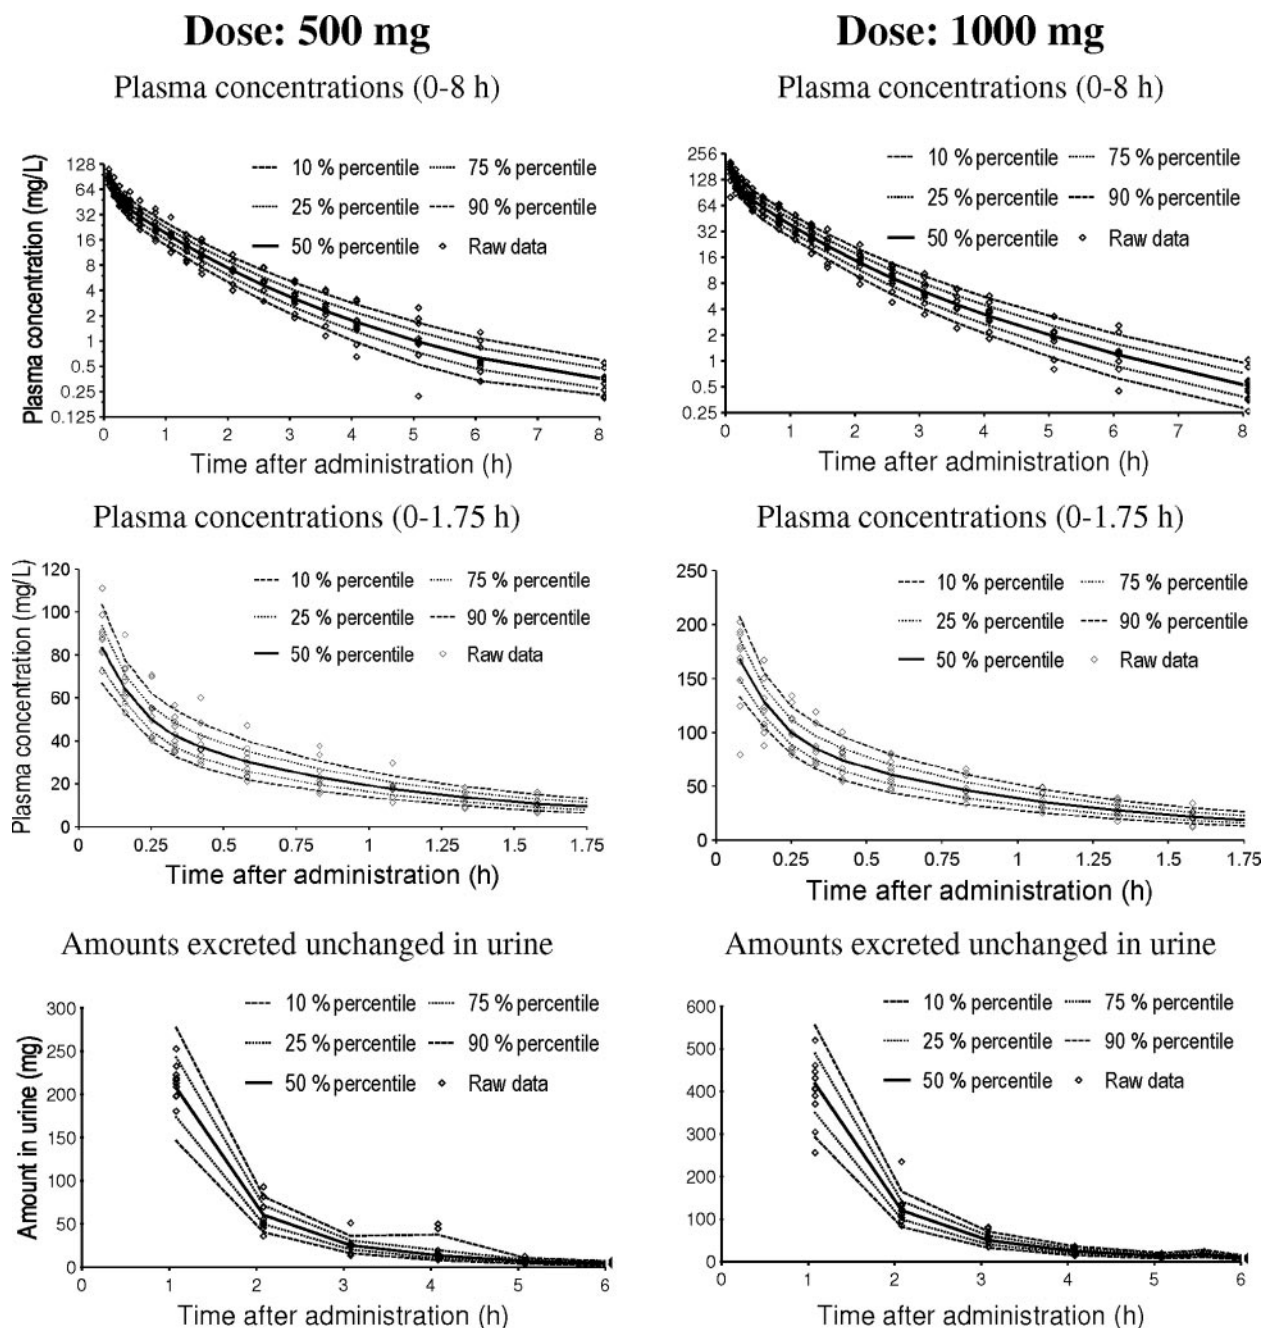 Dose: 500 mg
Plasma concentrations (0-8 h)
Plasma concentration (mg/L)
128
64
32
16
8
4
2
1
0.5
0.25
0.125
10 % percentile
75 % percentile
25 % percentile
90 % percentile
50 % percentile
Raw data
0 1 2 3 4 5 6 7 8
Time after administration (h)
Dose: 1000 mg
Plasma concentrations (0-8 h)
256
128
64
32
16
8
4
2
1
0.5
0.25
10 % percentile
75 % percentile
25 % percentile
90 % percentile
50 % percentile
Raw data
0 1 2 3 4 5 6 7 8
Time after administration (h)
Plasma concentrations (0-1.75 h)
Plasma concentration (mg/L)
120
100
80
60
40
20
0
10 % percentile
75 % percentile
25 % percentile
90 % percentile
50 % percentile
Raw data
0 0.25 0.5 0.75 1 1.25 1.5 1.75
Time after administration (h)
Plasma concentrations (0-1.75 h)
250
200
150
100
50
0
10 % percentile
75 % percentile
25 % percentile
90 % percentile
50 % percentile
Raw data
0 0.25 0.5 0.75 1 1.25 1.5 1.75
Time after administration (h)
Amounts excreted unchanged in urine
Amount in urine (mg)
300
250
200
150
100
50
0
10 % percentile
75 % percentile
25 % percentile
90 % percentile
50 % percentile
Raw data
0 1 2 3 4 5 6
Time after administration (h)
Amounts excreted unchanged in urine
600
500
400
300
200
100
0
10 % percentile
75 % percentile
25 % percentile
90 % percentile
50 % percentile
Raw data
0 1 2 3 4 5 6
Time after administration (h)